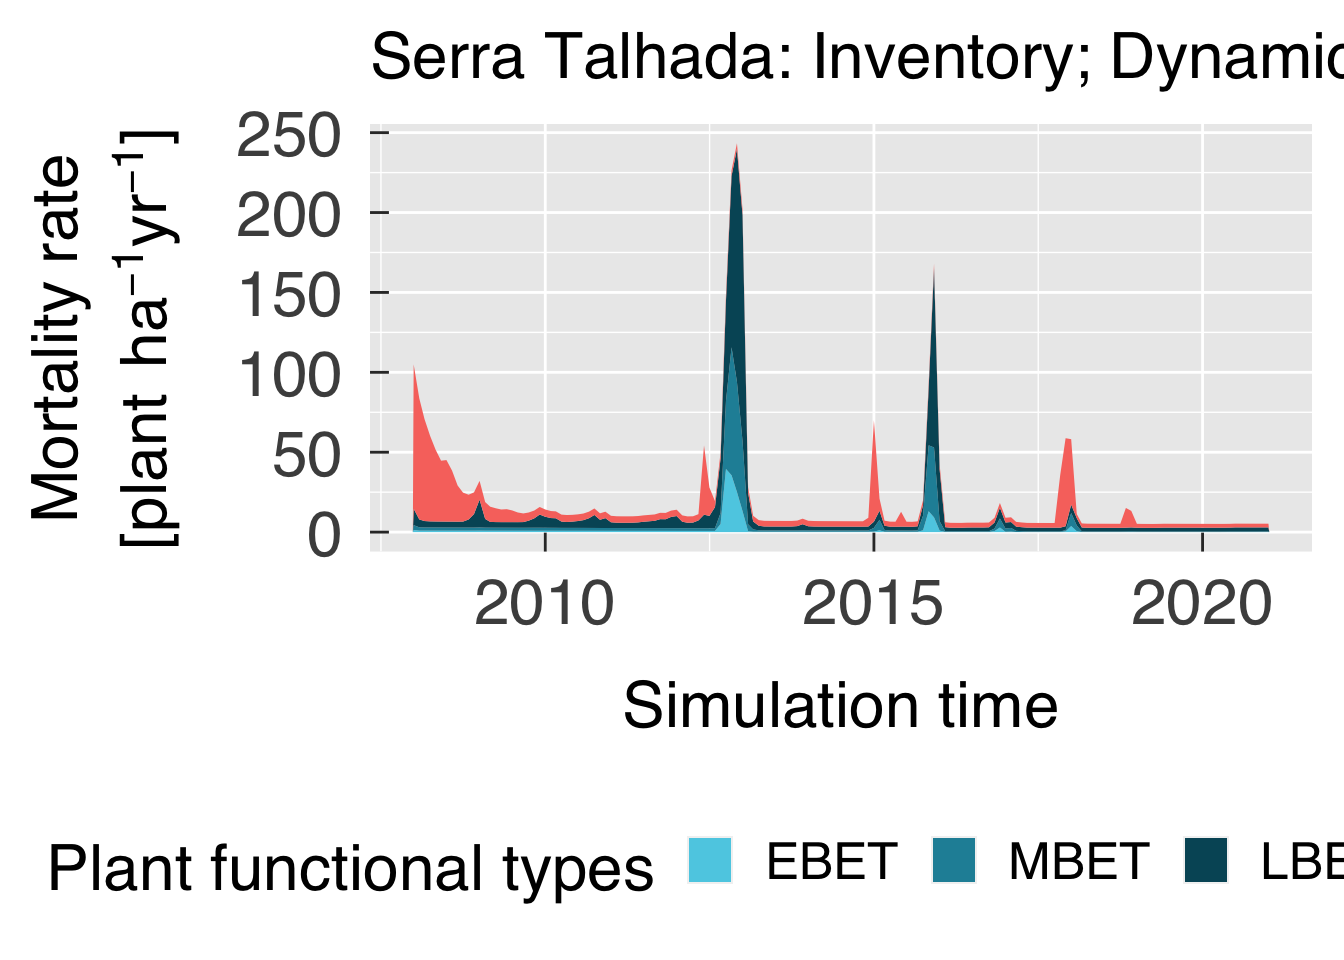 Serra Talhada: Inventory; Dynamic
Mortality rate
[plant ha⁻¹yr⁻¹]
250
200
150
100
50
0
2010 2015 2020
Simulation time
Plant functional types EBET MBET LBE